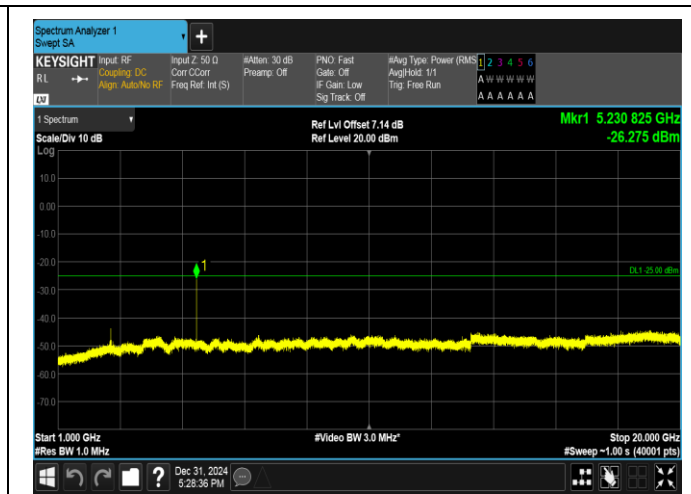 Spectrum Analyzer 1
Swept SA
+
KEYSIGHT Input: RF Input Z: 50 Ω #Atten: 30 dB PNO: Fast #Avg Type: Power (RMS 1 2 3 4 5 6
RL Coupling: DC Corr CCorr Preamp: Off Gate: Off Avg|Hold: 1/1 A W W W W W
Align: Auto/No RF Freq Ref: Int (S) IF Gain: Low Trig: Free Run
LXI Sig Track: Off A A A A A A
1 Spectrum Ref Lvl Offset 7.14 dB Mkr1 5.230 825 GHz
Scale/Div 10 dB Ref Level 20.00 dBm -26.275 dBm
Log
10.0
0.00
-10.0
-20.0
1
DL1 -25.00 dBm
-30.0
-40.0
-50.0
-60.0
-70.0
Start 1.000 GHz #Video BW 3.0 MHz* Stop 20.000 GHz
#Res BW 1.0 MHz #Sweep ~1.00 s (40001 pts)
? Dec 31, 2024
5:28:36 PM